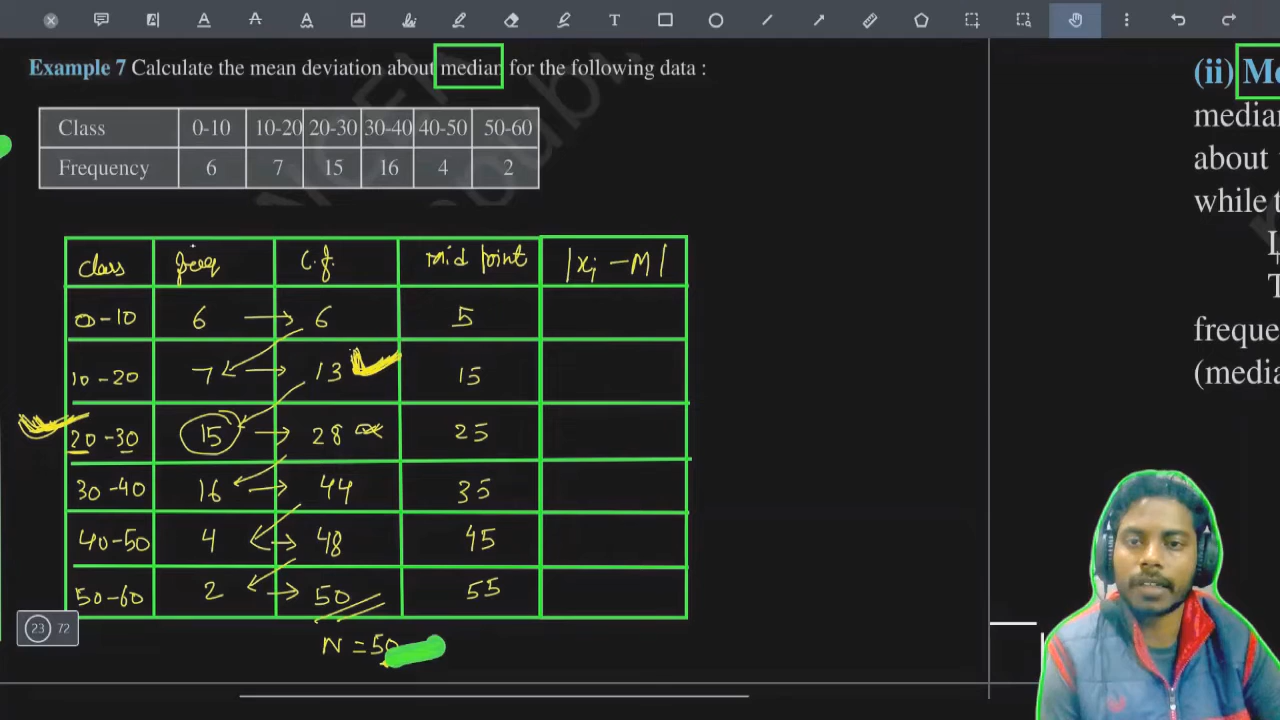 Example 7 Calculate the mean deviation about median for the following data :
Class 0-10 10-20 20-30 30-40 40-50 50-60
Frequency 6 7 15 16 4 2
class freq c.f. mid point |xi - M|
0-10 6 6 5
10-20 7 13 15
20-30 15 28 25
30-40 16 44 35
40-50 4 48 45
50-60 2 50 55
N = 50
23 72
(ii) Me
median
about
while t
freque
(media